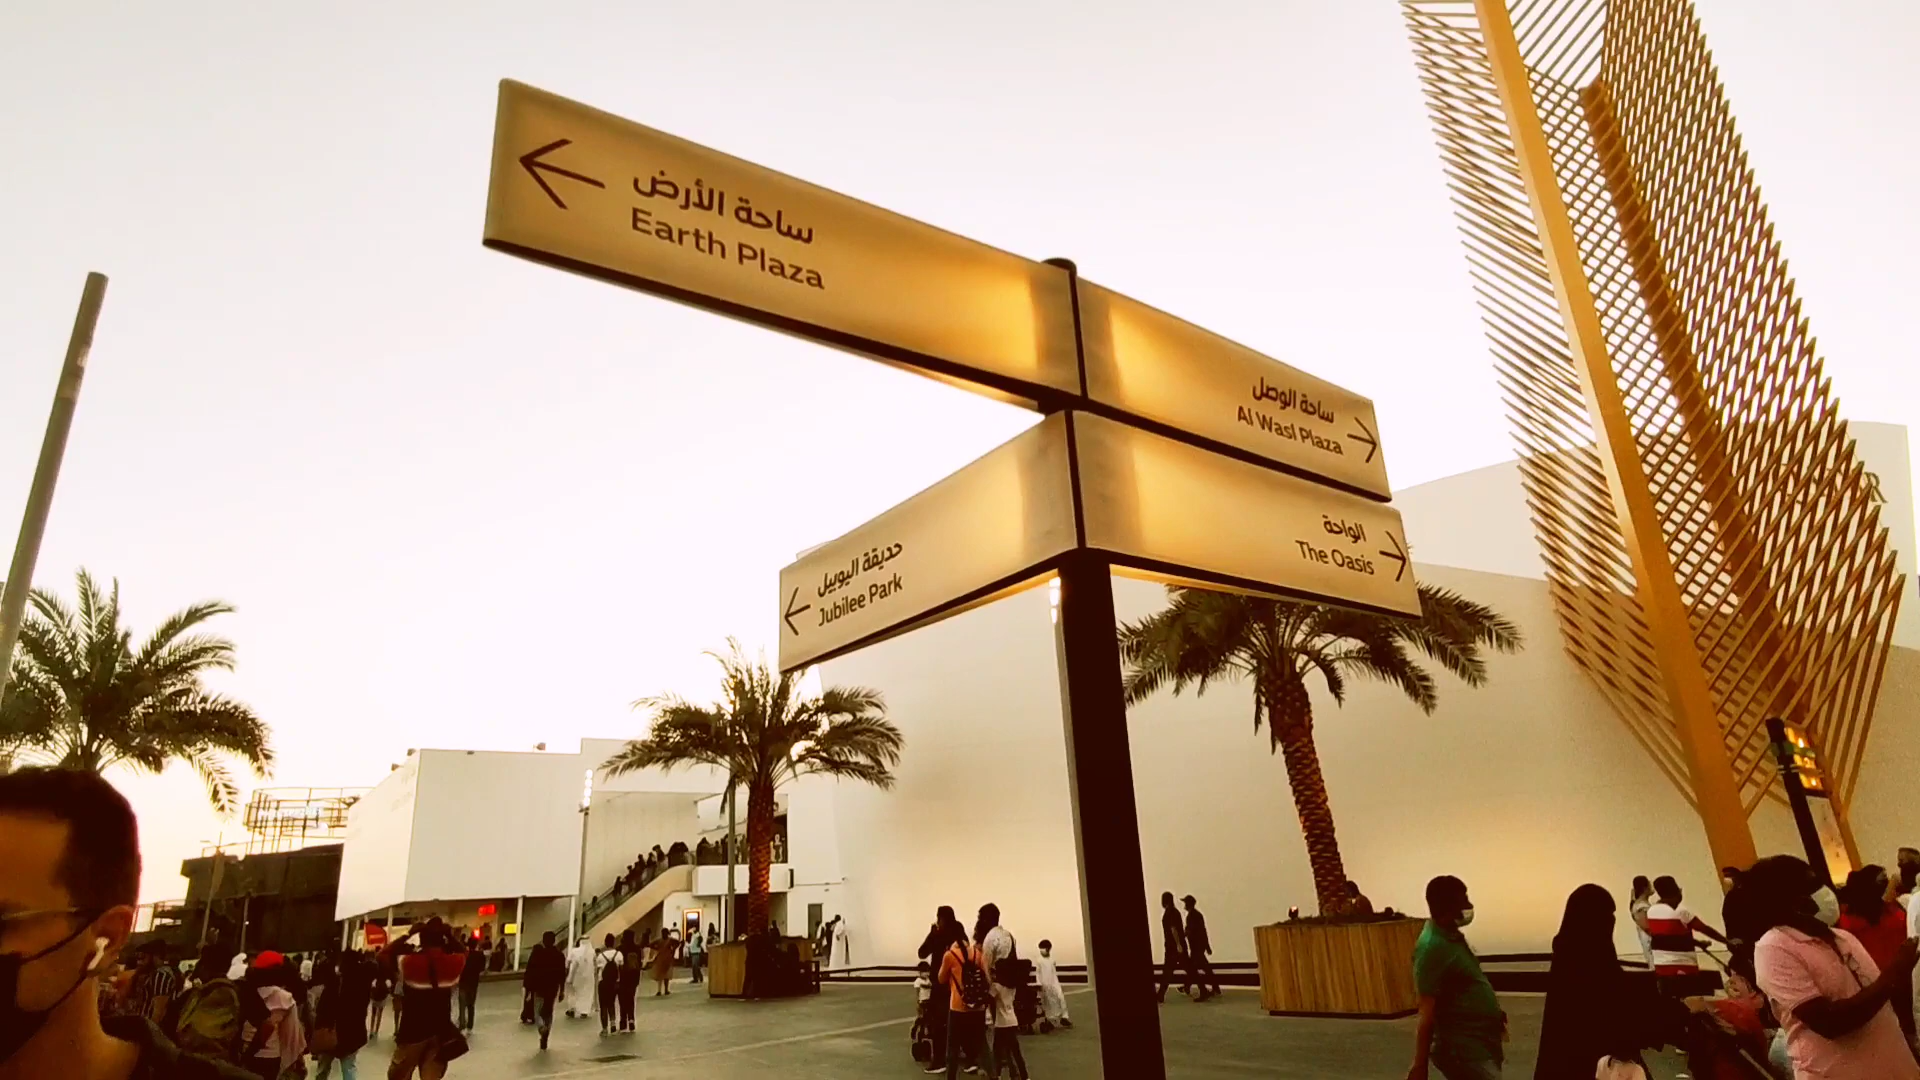 ساحة الأرض
Earth Plaza
ساحة الوصل
Al Wasl Plaza
حديقة اليوبيل
Jubilee Park
الواحة
The Oasis